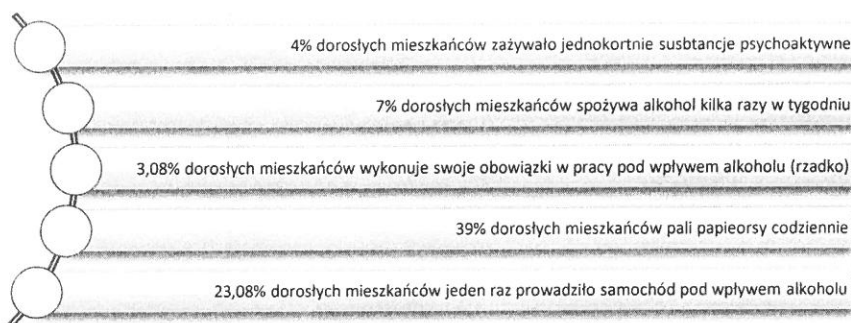 4% dorosłych mieszkańców zażywało jednokortnie susbtancje psychoaktywne
7% dorosłych mieszkańców spożywa alkohol kilka razy w tygodniu
3,08% dorosłych mieszkańców wykonuje swoje obowiązki w pracy pod wpływem alkoholu (rzadko)
39% dorosłych mieszkańców pali papieorsy codziennie
23,08% dorosłych mieszkańców jeden raz prowadziło samochód pod wpływem alkoholu